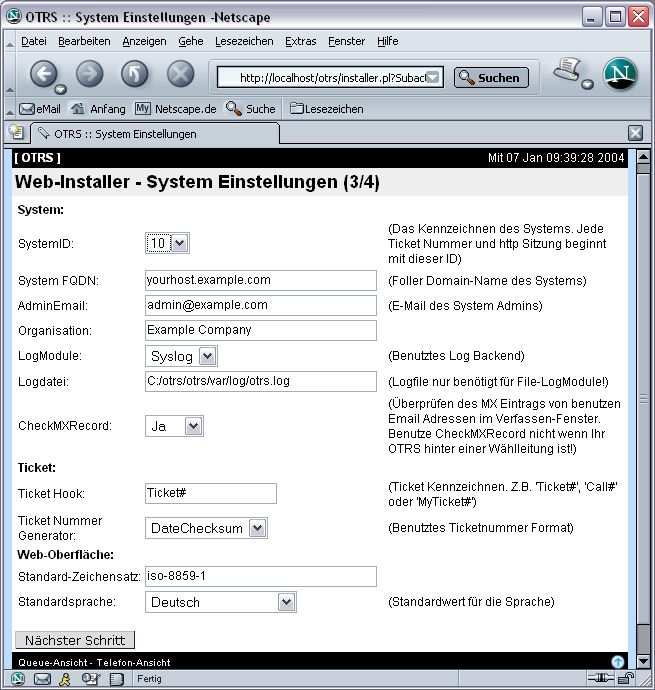 OTRS :: System Einstellungen -Netscape
Datei Bearbeiten Anzeigen Gehe Lesezeichen Extras Fenster Hilfe
http://localhost/otrs/installer.pl?Subac
Suchen
N
eMail Anfang My Netscape.de Suche Lesezeichen
OTRS :: System Einstellungen
[ OTRS ] Mit 07 Jan 09:39:28 2004
Web-Installer - System Einstellungen (3/4)
System:
SystemID: 10 (Das Kennzeichnen des Systems. Jede
Ticket Nummer und http Sitzung beginnt
mit dieser ID)
System FQDN: yourhost.example.com (Foller Domain-Name des Systems)
AdminEmail: admin@example.com (E-Mail des System Admins)
Organisation: Example Company
LogModule: Syslog (Benutztes Log Backend)
Logdatei: C:/otrs/otrs/var/log/otrs.log (Logfile nur benötigt für File-LogModule!)
CheckMXRecord: Ja (Überprüfen des MX Eintrags von benutzen
Email Adressen im Verfassen-Fenster.
Benutze CheckMXRecord nicht wenn Ihr
OTRS hinter einer Wählleitung ist!)
Ticket:
Ticket Hook: Ticket# (Ticket Kennzeichen. Z.B. 'Ticket#', 'Call#'
oder 'MyTicket#')
Ticket Nummer
Generator: DateChecksum (Benutztes Ticketnummer Format)
Web-Oberfläche:
Standard-Zeichensatz: iso-8859-1
Standardsprache: Deutsch (Standardwert für die Sprache)
Nächster Schritt
Queue-Ansicht - Telefon-Ansicht
Fertig